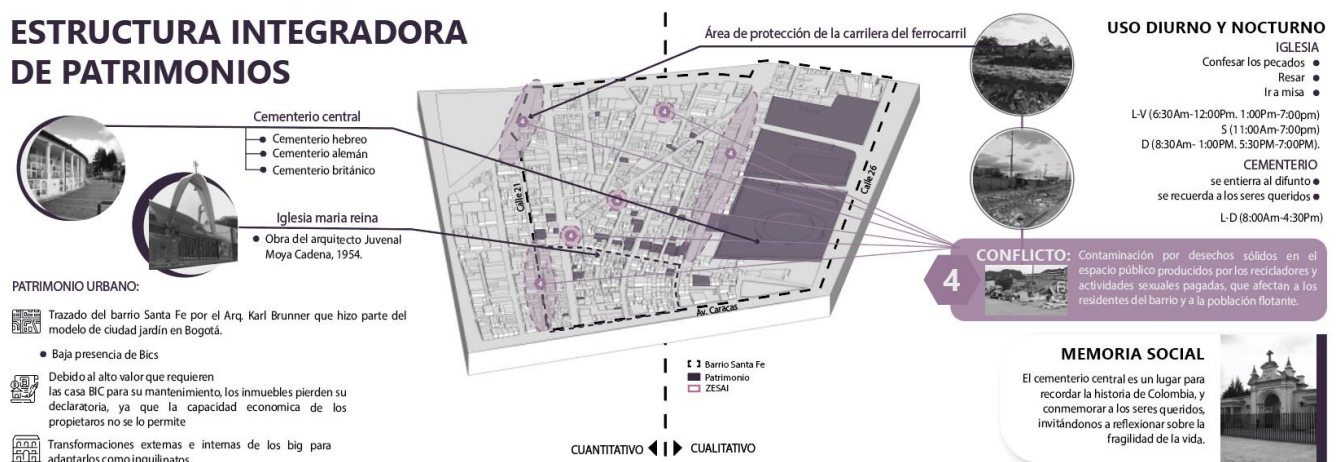 ESTRUCTURA INTEGRADORA
DE PATRIMONIOS
Cementerio central
Cementerio hebreo
Cementerio alemán
Cementerio británico
Iglesia maria reina
Obra del arquitecto Juvenal
Moya Cadena, 1954.
PATRIMONIO URBANO:
Trazado del barrio Santa Fe por el Arq. Karl Brunner que hizo parte del
modelo de ciudad jardín en Bogotá.
Baja presencia de Bics
Debido al alto valor que requieren
las casa BIC para su mantenimiento, los inmuebles pierden su
declaratoria, ya que la capacidad economica de los
propietaros no se lo permite
Transformaciones externas e internas de los big para
adaptarlos como inquilinatos
Área de protección de la carrilera del ferrocarril
Calle 21
Calle 26
Av. Caracas
4
4
4
4
4
Barrio Santa Fe
Patrimonio
ZESAI
CUANTITATIVO
CUALITATIVO
USO DIURNO Y NOCTURNO
IGLESIA
Confesar los pecados
Resar
Ir a misa
L-V (6:30Am-12:00Pm. 1:00Pm-7:00pm)
S (11:00Am-7:00pm)
D (8:30Am- 1:00PM. 5:30PM-7:00PM).
CEMENTERIO
se entierra al difunto
se recuerda a los seres queridos
L-D (8:00Am-4:30Pm)
4
CONFLICTO:
Contaminación por desechos sólidos en el
espacio público producidos por los recicladores y
actividades sexuales pagadas, que afectan a los
residentes del barrio y a la población flotante.
MEMORIA SOCIAL
El cementerio central es un lugar para
recordar la historia de Colombia, y
conmemorar a los seres queridos,
invitándonos a reflexionar sobre la
fragilidad de la vida.